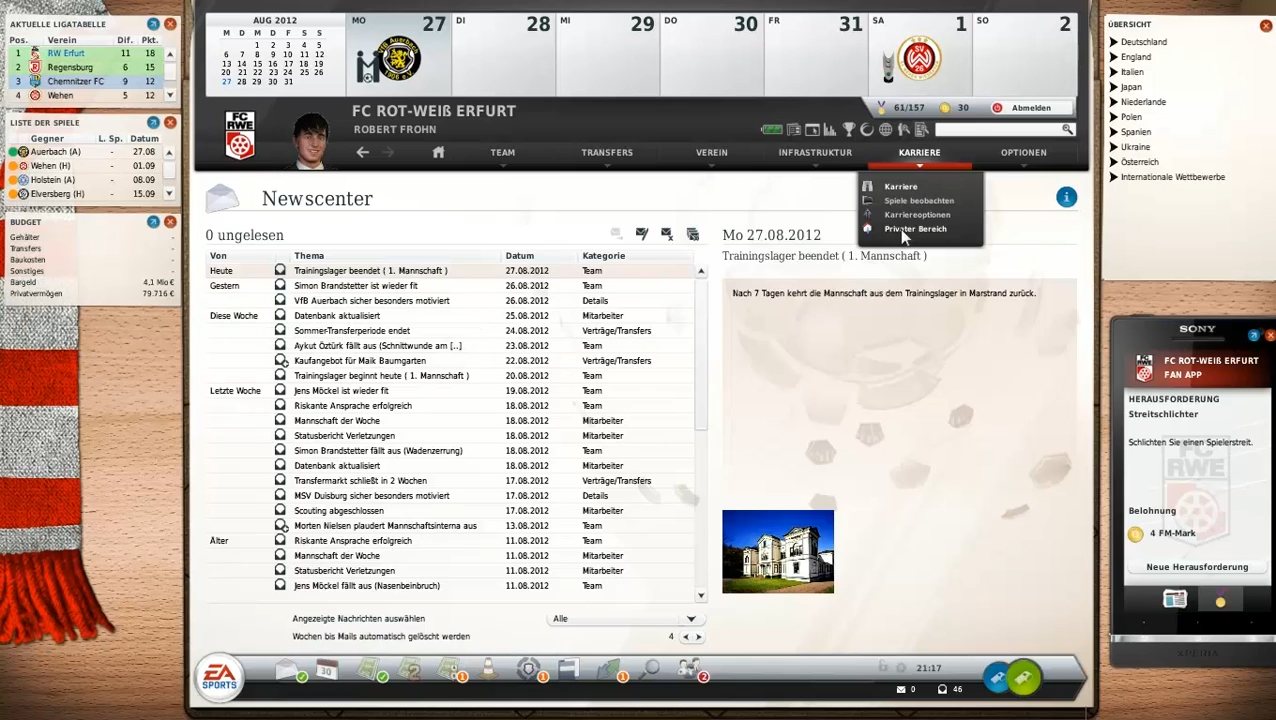 AKTUELLE LIGATABELLE
Pos. Verein Dif. Pkt.
1 RW Erfurt 11 18
2 Regensburg 6 15
3 Chemnitzer FC 9 12
4 Wehen 5 12
LISTE DER SPIELE
Gegner L. Sp. Datum
Auerbach (A) - 27.08
Wehen (H) - 01.09
Holstein (A) - 08.09
Elversberg (H) - 15.09
BUDGET
Gehälter -
Transfers -
Baukosten -
Sonstiges -
Bargeld 4,1 Mio €
Privatvermögen 79.716 €
AUG 2012
M D M D F S S
1 2 3 4 5
6 7 8 9 10 11 12
13 14 15 16 17 18 19
20 21 22 23 24 25 26
27 28 29 30 31
MO 27
DI 28
MI 29
DO 30
FR 31
SA 1
SO 2
FC ROT-WEIß ERFURT
ROBERT FROHN
61/157 30 Abmelden
TEAM TRANSFERS VEREIN INFRASTRUKTUR KARRIERE OPTIONEN
Karriere
Spiele beobachten
Karriereoptionen
Privater Bereich
Newscenter
0 ungelesen
Von Thema Datum Kategorie
Heute Trainingslager beendet ( 1. Mannschaft ) 27.08.2012 Team
Gestern Simon Brandstetter ist wieder fit 26.08.2012 Team
VfB Auerbach sicher besonders motiviert 26.08.2012 Details
Diese Woche Datenbank aktualisiert 25.08.2012 Mitarbeiter
Sommer-Transferperiode endet 24.08.2012 Verträge/Transfers
Aykut Öztürk fällt aus (Schnittwunde am [..] 23.08.2012 Team
Kaufangebot für Maik Baumgarten 22.08.2012 Verträge/Transfers
Trainingslager beginnt heute ( 1. Mannschaft ) 20.08.2012 Team
Letzte Woche Jens Möckel ist wieder fit 19.08.2012 Team
Riskante Ansprache erfolgreich 18.08.2012 Team
Mannschaft der Woche 18.08.2012 Mitarbeiter
Statusbericht Verletzungen 18.08.2012 Mitarbeiter
Simon Brandstetter fällt aus (Wadenzerrung) 18.08.2012 Team
Datenbank aktualisiert 18.08.2012 Mitarbeiter
Transfermarkt schließt in 2 Wochen 17.08.2012 Verträge/Transfers
MSV Duisburg sicher besonders motiviert 17.08.2012 Details
Scouting abgeschlossen 17.08.2012 Mitarbeiter
Morten Nielsen plaudert Mannschaftsinterna aus 13.08.2012 Team
Älter Riskante Ansprache erfolgreich 11.08.2012 Team
Mannschaft der Woche 11.08.2012 Mitarbeiter
Statusbericht Verletzungen 11.08.2012 Mitarbeiter
Jens Möckel fällt aus (Nasenbeinbruch) 11.08.2012 Team
Angezeigte Nachrichten auswählen Alle
Wochen bis Mails automatisch gelöscht werden 4
Mo 27.08.2012
Trainingslager beendet ( 1. Mannschaft )
Nach 7 Tagen kehrt die Mannschaft aus dem Trainingslager in Marstrand zurück.
EA
SPORTS
30
1
1
1
2
21:17
0 46
ÜBERSICHT
Deutschland
England
Italien
Japan
Niederlande
Polen
Spanien
Ukraine
Österreich
Internationale Wettbewerbe
SONY
FC ROT-WEIß ERFURT
FAN APP
HERAUSFORDERUNG
Streitschlichter
Schlichten Sie einen Spielerstreit.
Belohnung
4 FM-Mark
Neue Herausforderung
XPERIA